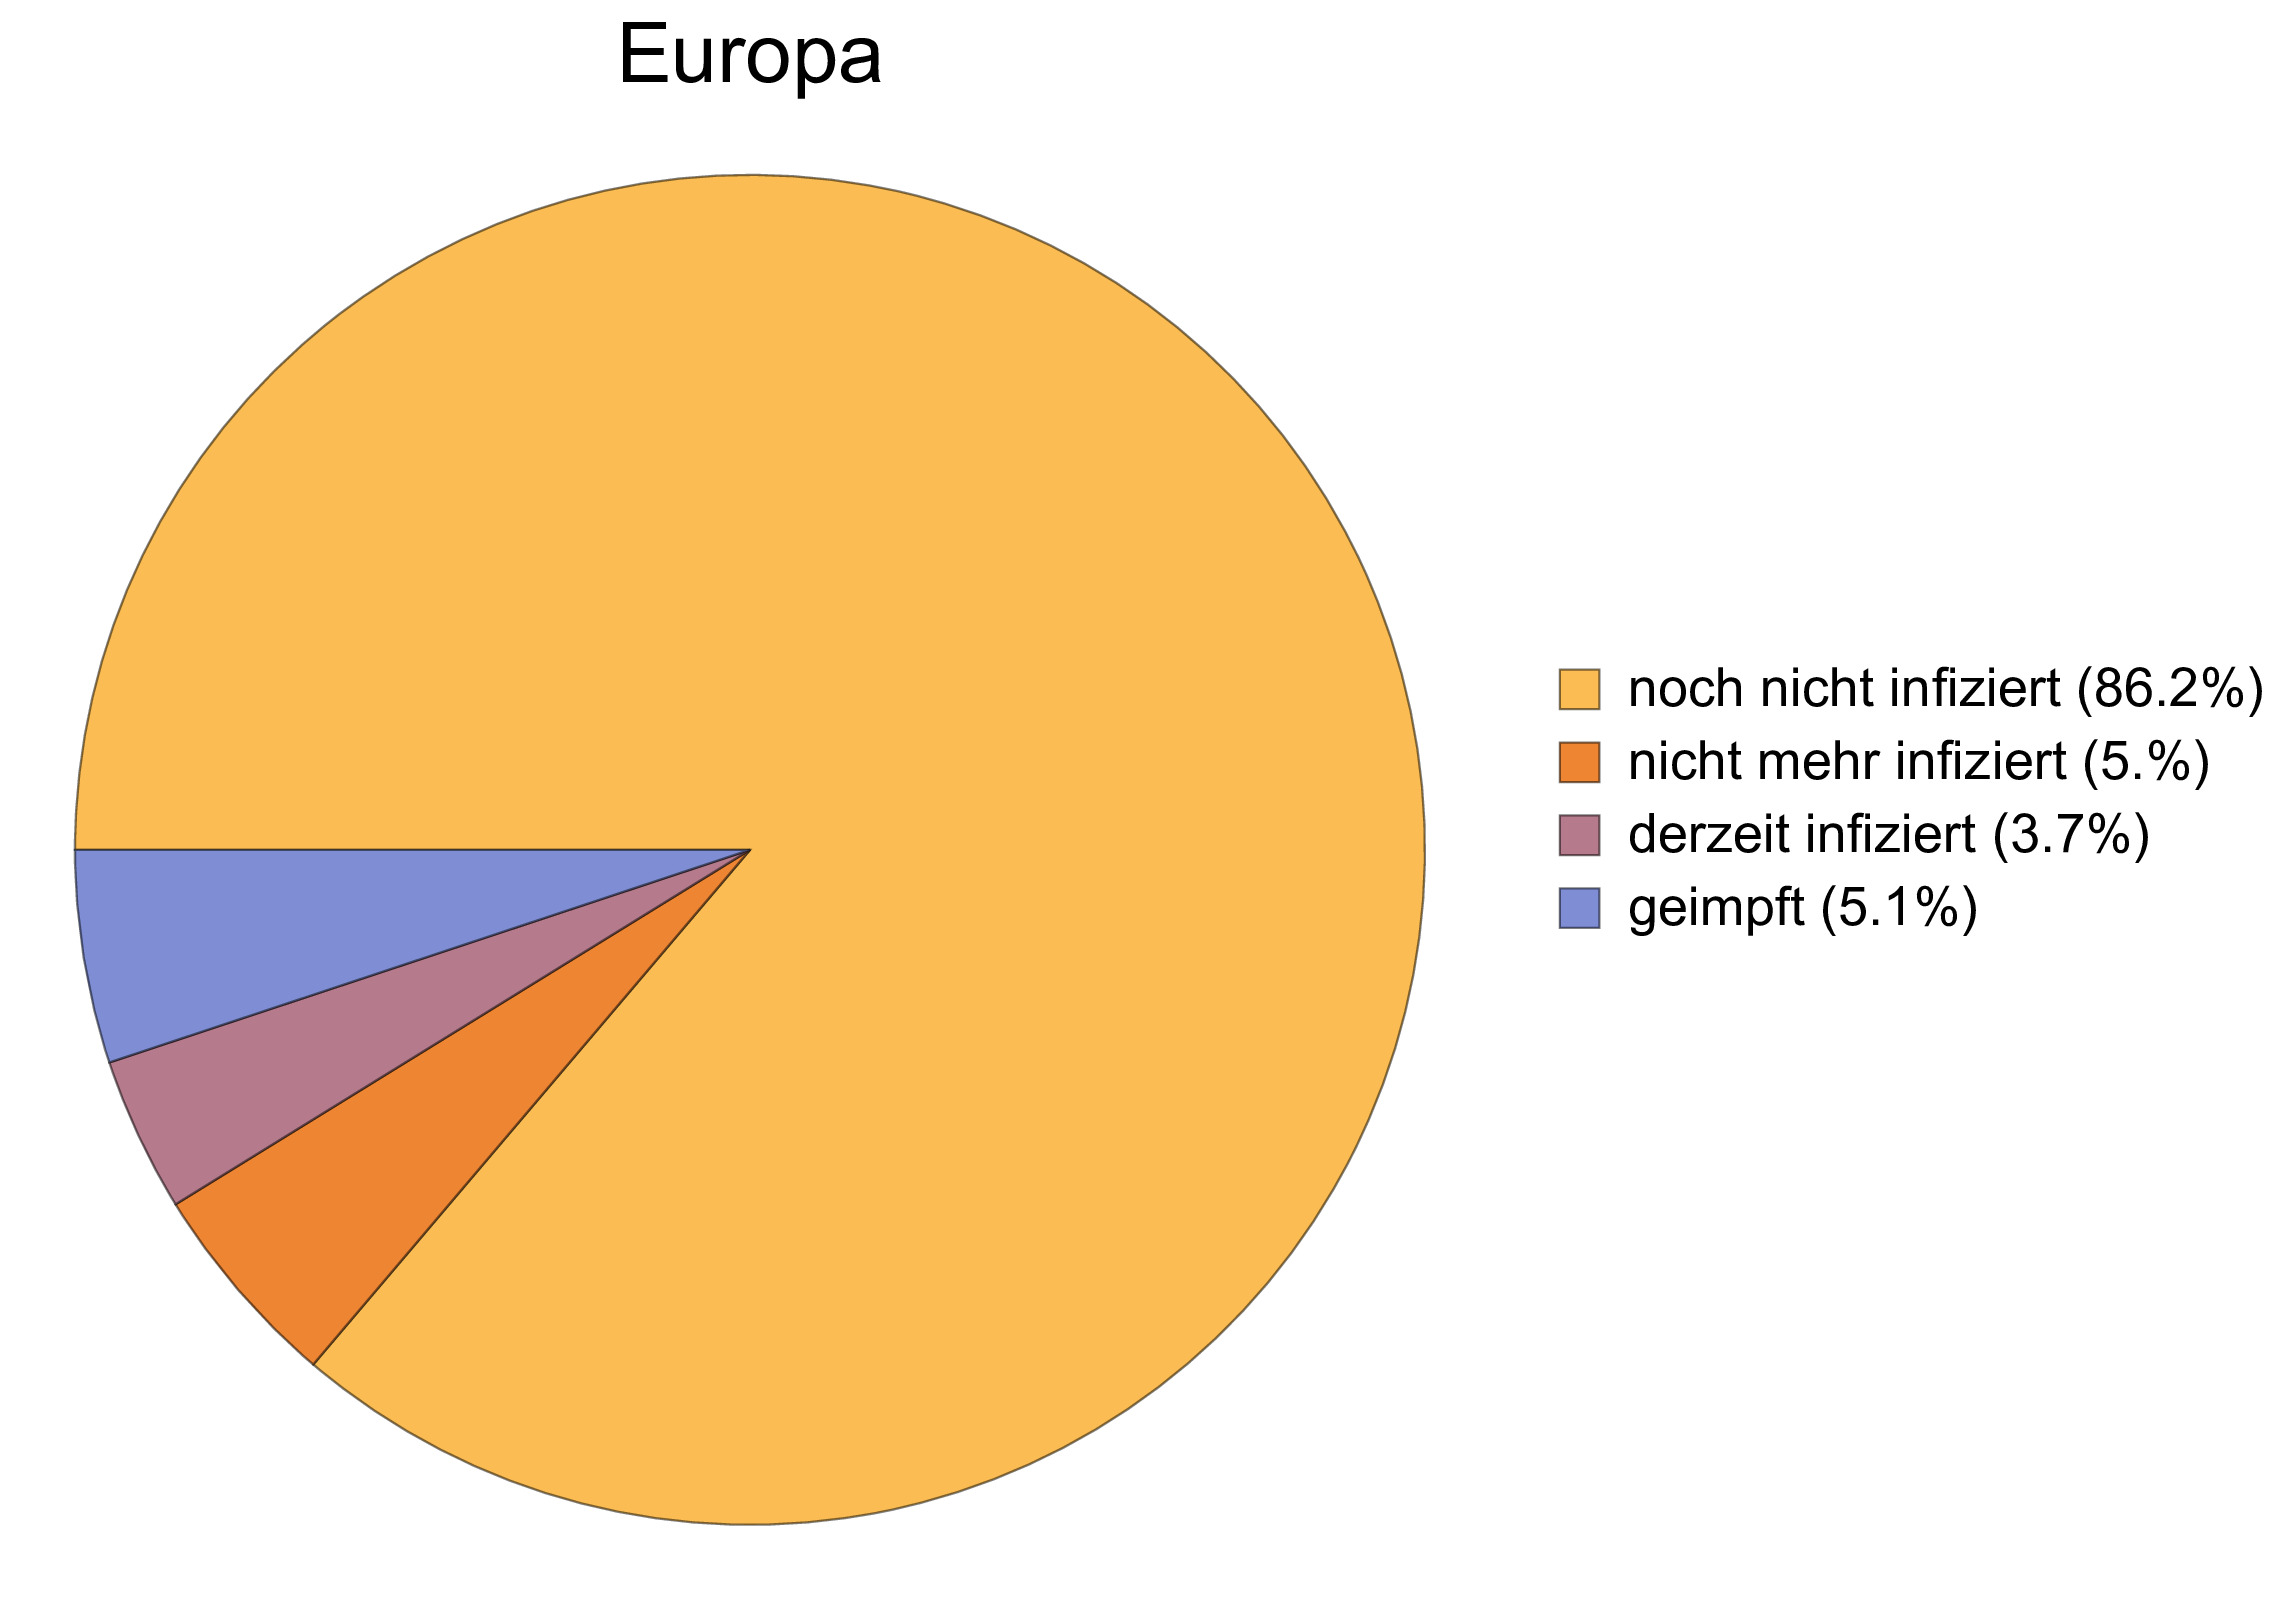 Europa
noch nicht infiziert (86.2%)
nicht mehr infiziert (5.%)
derzeit infiziert (3.7%)
geimpft (5.1%)